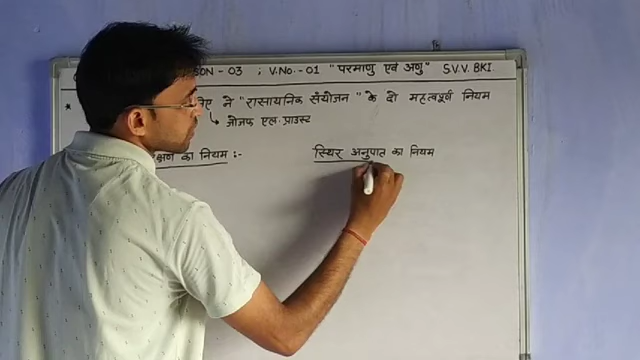 SON - 03 ; V.No. - 01 "परमाणु एवं अणु" S.V.V. BKI
* ने "रासायनिक संयोजन" के दो महत्वपूर्ण नियम
↳ जोजफ एल. प्राउस्ट
क्षण का नियम :- स्थिर अनुपात का नियम